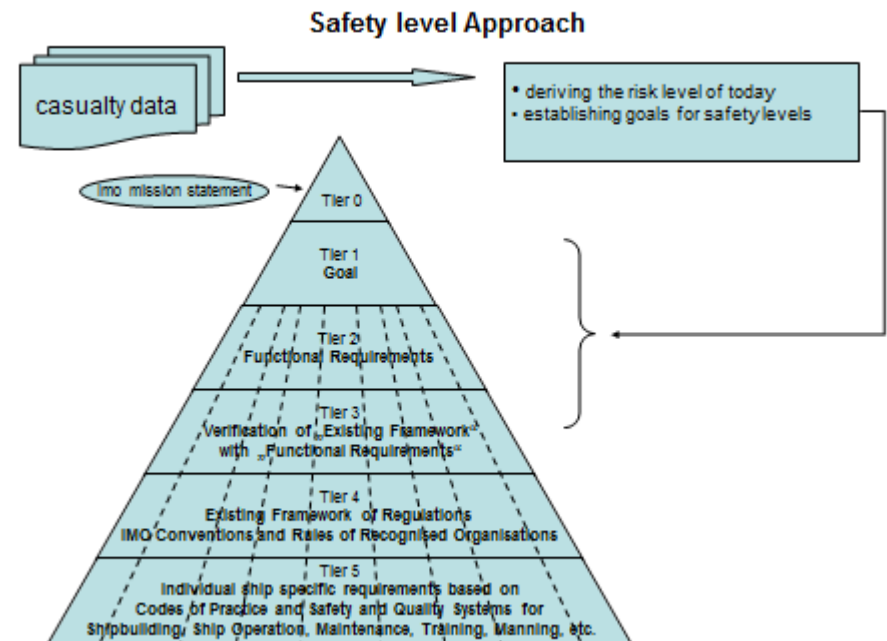 Safety level Approach
casualty data
• deriving the risk level of today
• establishing goals for safety levels
Imo mission statement
Tier 0
Tier 1
Goal
Tier 2
Functional Requirements
Tier 3
Verification of „Existing Framework“
with „Functional Requirements“
Tier 4
Existing Framework of Regulations
IMO Conventions and Rules of Recognised Organisations
Tier 5
Individual ship specific requirements based on
Codes of Practice and Safety and Quality Systems for
Shipbuilding, Ship Operation, Maintenance, Training, Manning, etc.